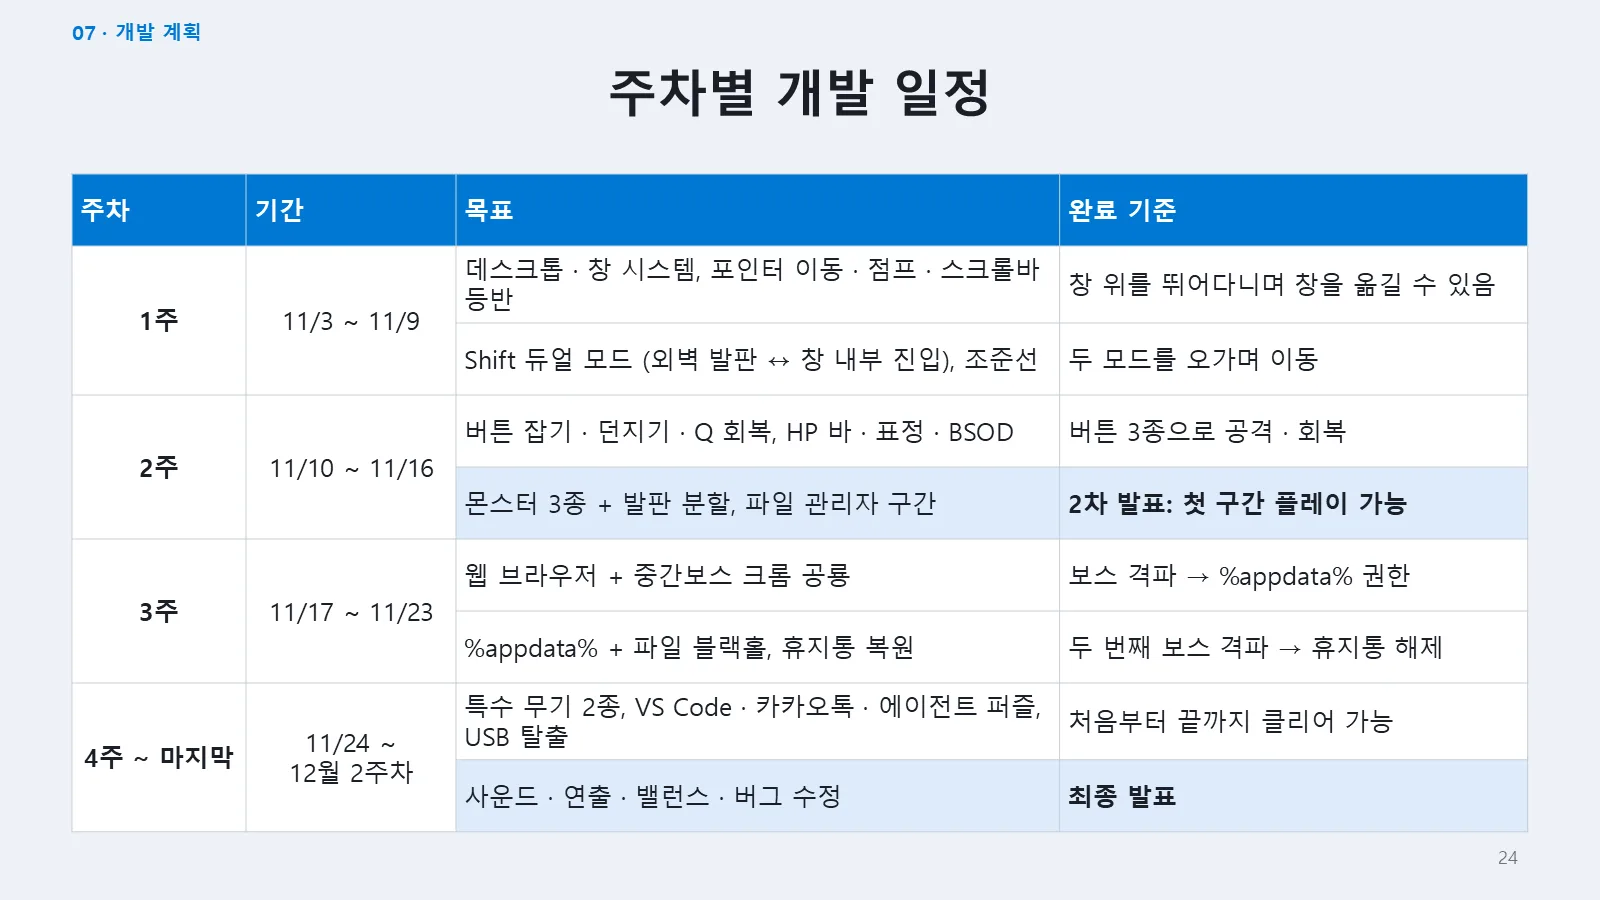 07 · 개발 계획
주차별 개발 일정
주차 기간 목표 완료 기준
1주 11/3 ~ 11/9
데스크톱 · 창 시스템, 포인터 이동 · 점프 · 스크롤바
등반
창 위를 뛰어다니며 창을 옮길 수 있음
Shift 듀얼 모드 (외벽 발판 ↔ 창 내부 진입), 조준선
두 모드를 오가며 이동
2주 11/10 ~ 11/16
버튼 잡기 · 던지기 · Q 회복, HP 바 · 표정 · BSOD
버튼 3종으로 공격 · 회복
몬스터 3종 + 발판 분할, 파일 관리자 구간
2차 발표: 첫 구간 플레이 가능
3주 11/17 ~ 11/23
웹 브라우저 + 중간보스 크롬 공룡
보스 격파 → %appdata% 권한
%appdata% + 파일 블랙홀, 휴지통 복원
두 번째 보스 격파 → 휴지통 해제
4주 ~ 마지막
11/24 ~
12월 2주차
특수 무기 2종, VS Code · 카카오톡 · 에이전트 퍼즐,
USB 탈출
처음부터 끝까지 클리어 가능
사운드 · 연출 · 밸런스 · 버그 수정
최종 발표
24